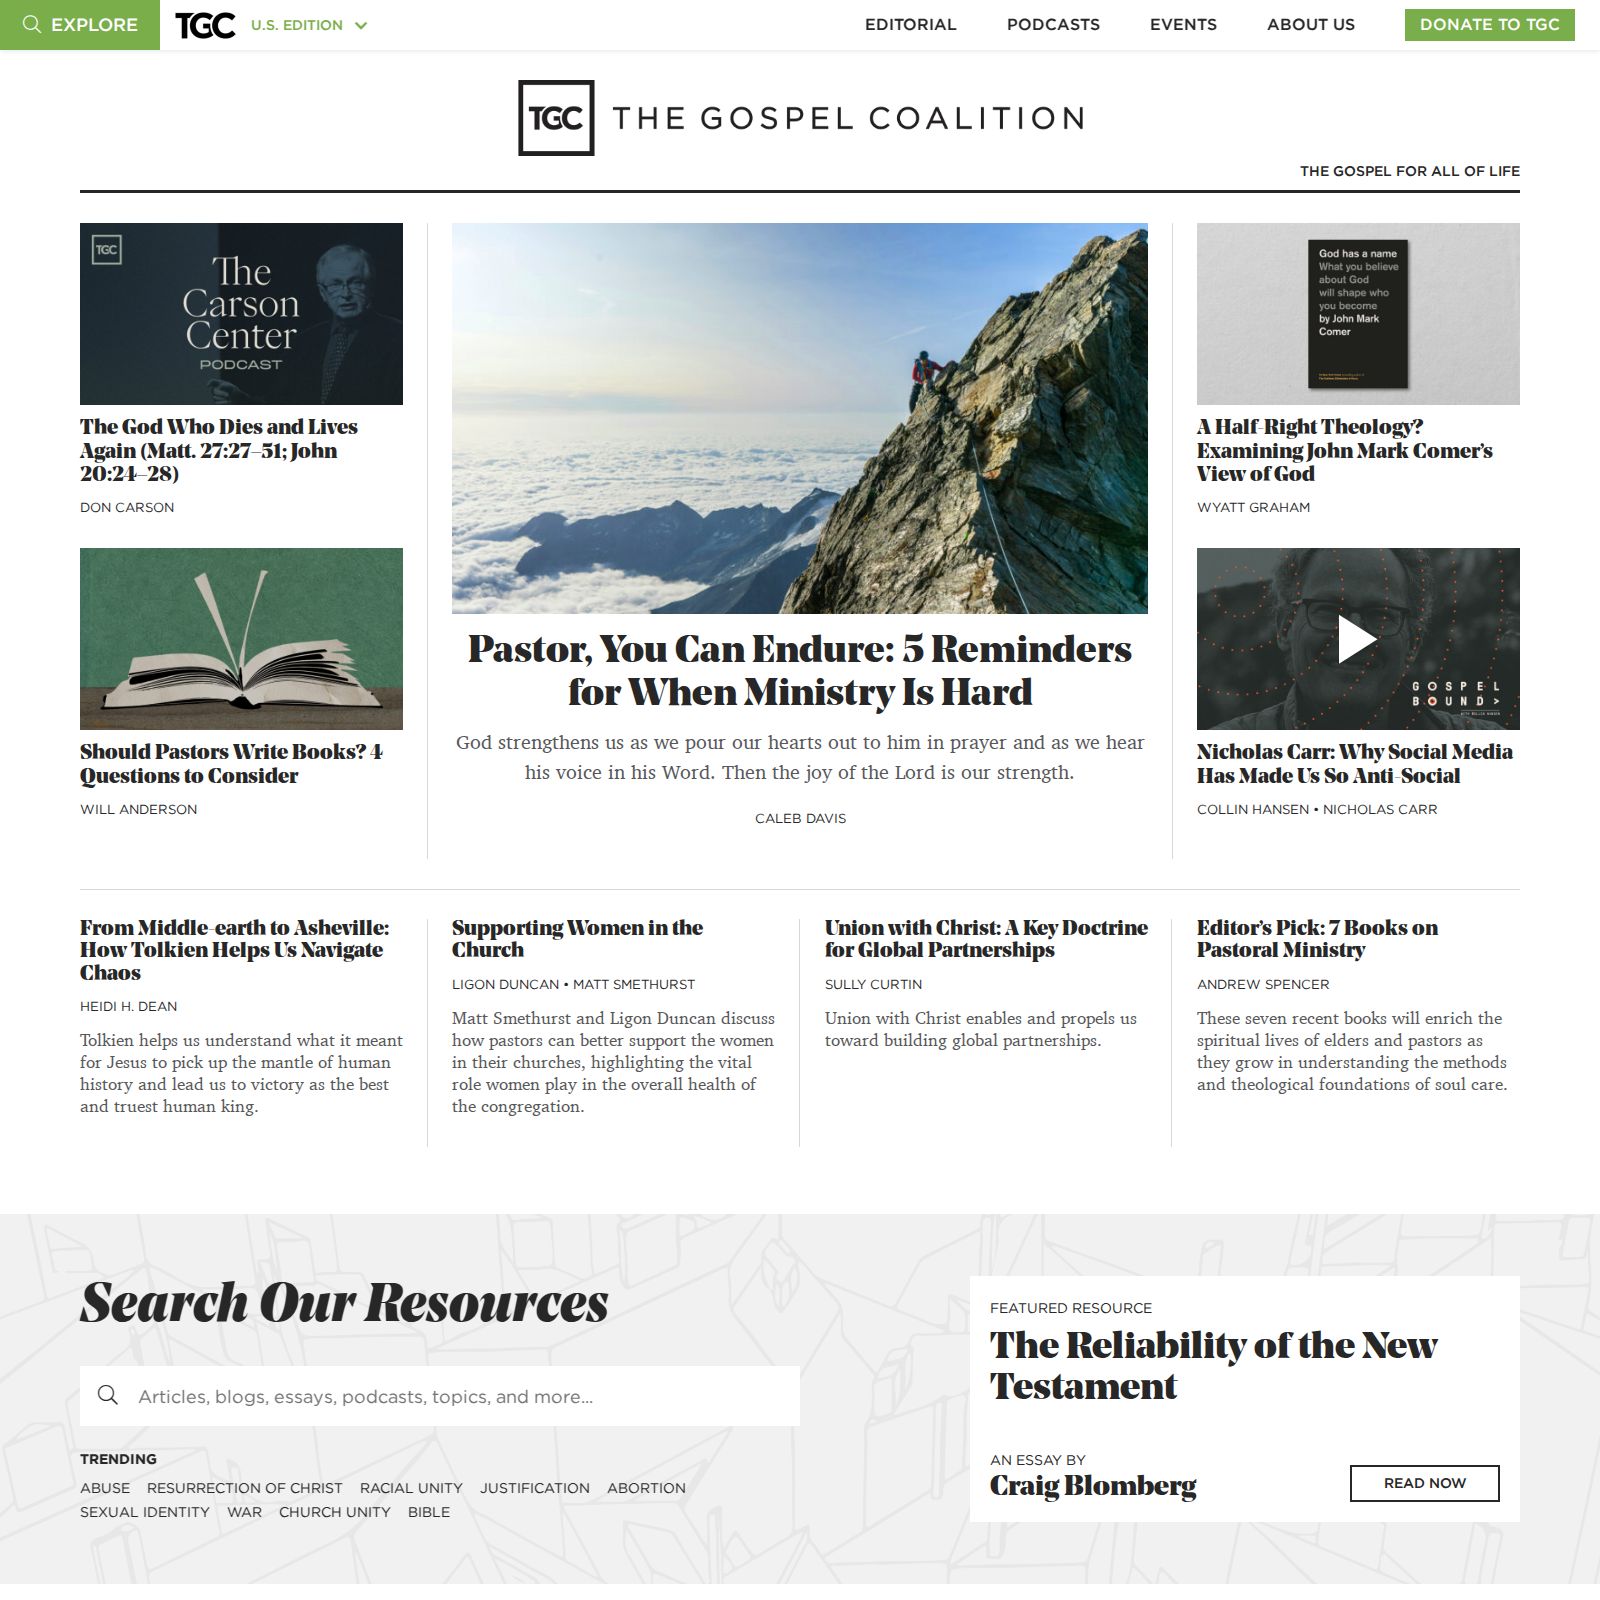 EXPLORE
TGC
U.S. EDITION
EDITORIAL
PODCASTS
EVENTS
ABOUT US
DONATE TO TGC
TGC
THE GOSPEL COALITION
THE GOSPEL FOR ALL OF LIFE
TGC
The
Carson
Center
PODCAST
The God Who Dies and Lives
Again (Matt. 27:27–51; John
20:24–28)
DON CARSON
Should Pastors Write Books? 4
Questions to Consider
WILL ANDERSON
Pastor, You Can Endure: 5 Reminders
for When Ministry Is Hard
God strengthens us as we pour our hearts out to him in prayer and as we hear
his voice in his Word. Then the joy of the Lord is our strength.
CALEB DAVIS
God has a name
What you believe
about God
will shape who
you become
by John Mark
Comer
A Half-Right Theology?
Examining John Mark Comer’s
View of God
WYATT GRAHAM
GOSPEL
BOUND>
Nicholas Carr: Why Social Media
Has Made Us So Anti-Social
COLLIN HANSEN • NICHOLAS CARR
From Middle-earth to Asheville:
How Tolkien Helps Us Navigate
Chaos
HEIDI H. DEAN
Tolkien helps us understand what it meant
for Jesus to pick up the mantle of human
history and lead us to victory as the best
and truest human king.
Supporting Women in the
Church
LIGON DUNCAN • MATT SMETHURST
Matt Smethurst and Ligon Duncan discuss
how pastors can better support the women
in their churches, highlighting the vital
role women play in the overall health of
the congregation.
Union with Christ: A Key Doctrine
for Global Partnerships
SULLY CURTIN
Union with Christ enables and propels us
toward building global partnerships.
Editor’s Pick: 7 Books on
Pastoral Ministry
ANDREW SPENCER
These seven recent books will enrich the
spiritual lives of elders and pastors as
they grow in understanding the methods
and theological foundations of soul care.
Search Our Resources
Articles, blogs, essays, podcasts, topics, and more...
TRENDING
ABUSE RESURRECTION OF CHRIST RACIAL UNITY JUSTIFICATION ABORTION
SEXUAL IDENTITY WAR CHURCH UNITY BIBLE
FEATURED RESOURCE
The Reliability of the New
Testament
AN ESSAY BY
Craig Blomberg
READ NOW